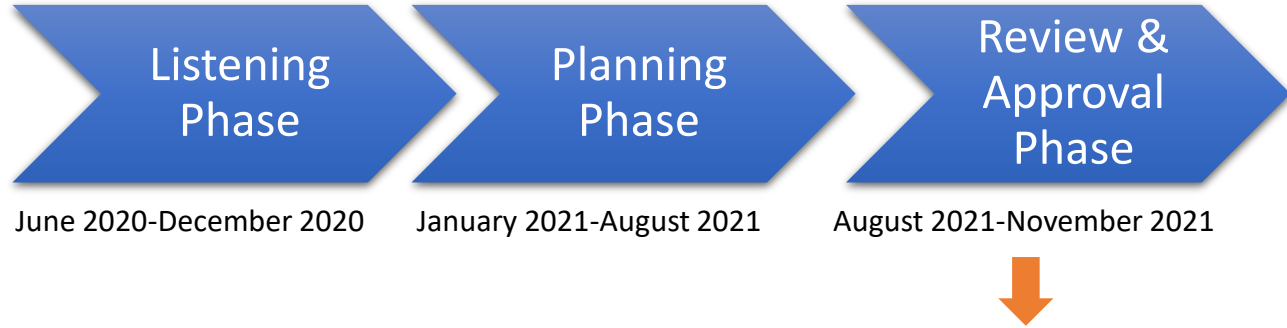 Listening
Phase
Planning
Phase
Review &
Approval
Phase
June 2020-December 2020
January 2021-August 2021
August 2021-November 2021